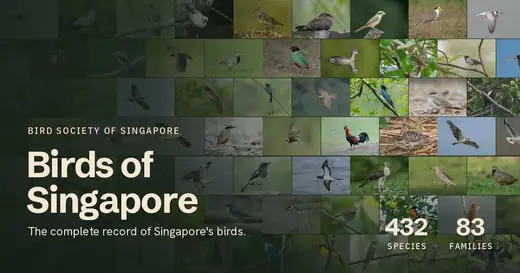 BIRD SOCIETY OF SINGAPORE
Birds of
Singapore
The complete record of Singapore's birds.
432 83
SPECIES FAMILIES